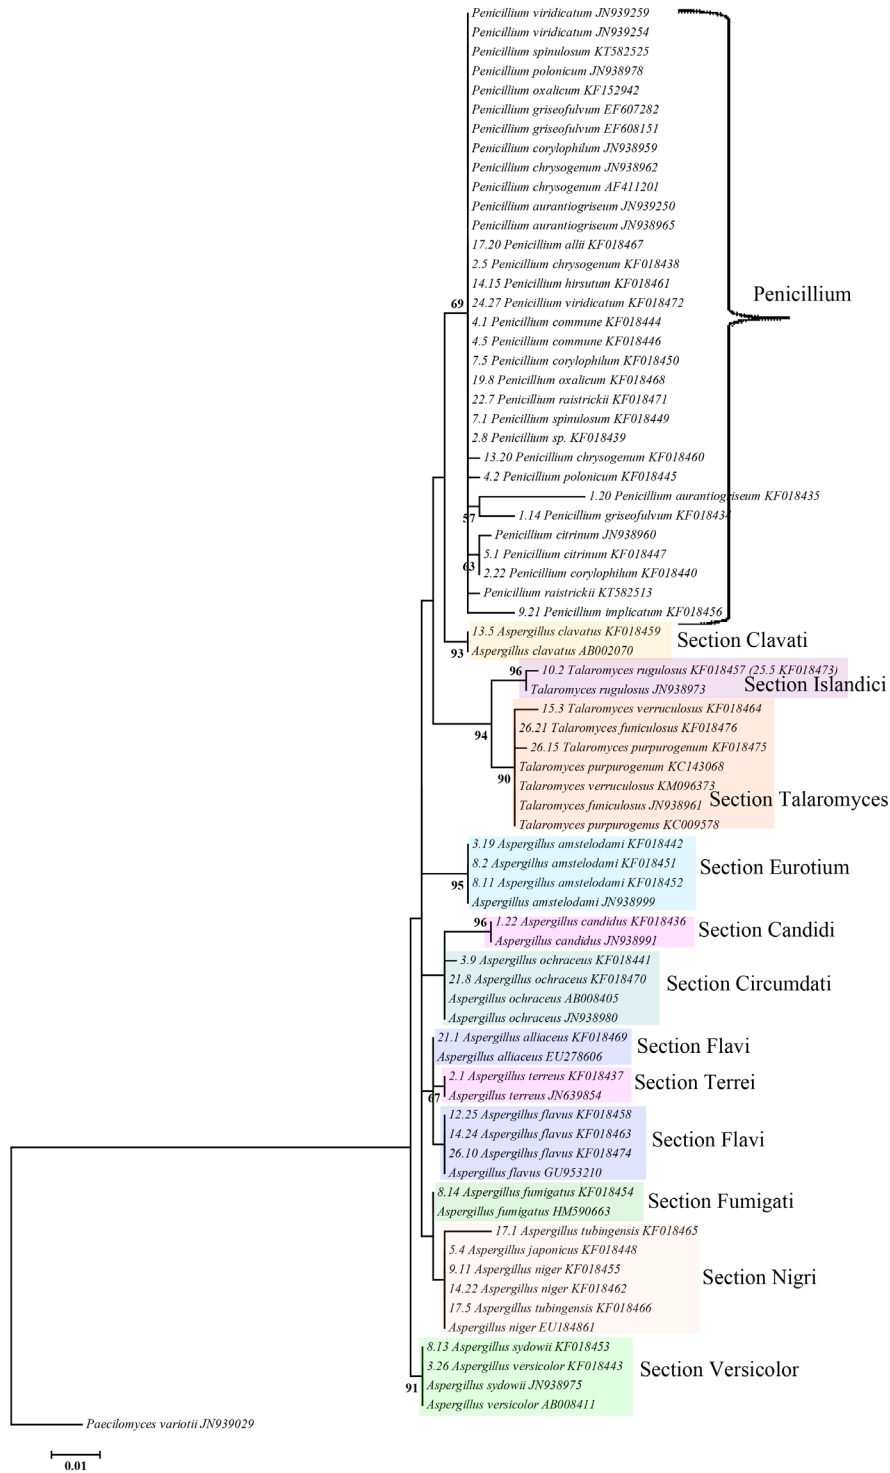 Penicillium viridicatum JN939259
Penicillium viridicatum JN939254
Penicillium spinulosum KT582525
Penicillium polonicum JN938978
Penicillium oxalicum KF152942
Penicillium griseofulvum EF607282
Penicillium griseofulvum EF608151
Penicillium corylophilum JN938959
Penicillium chrysogenum JN938962
Penicillium chrysogenum AF411201
Penicillium aurantiogriseum JN939250
Penicillium aurantiogriseum JN938965
17.20 Penicillium allii KF018467
2.5 Penicillium chrysogenum KF018438
14.15 Penicillium hirsutum KF018461
Penicillium
69
24.27 Penicillium viridicatum KF018472
4.1 Penicillium commune KF018444
4.5 Penicillium commune KF018446
7.5 Penicillium corylophilum KF018450
19.8 Penicillium oxalicum KF018468
22.7 Penicillium raistrickii KF018471
7.1 Penicillium spinulosum KF018449
2.8 Penicillium sp. KF018439
13.20 Penicillium chrysogenum KF018460
4.2 Penicillium polonicum KF018445
1.20 Penicillium aurantiogriseum KF018435
57
1.14 Penicillium griseofulvum KF018434
Penicillium citrinum JN938960
5.1 Penicillium citrinum KF018447
63
2.22 Penicillium corylophilum KF018440
Penicillium raistrickii KT582513
9.21 Penicillium implicatum KF018456
13.5 Aspergillus clavatus KF018459
Section Clavati
93
Aspergillus clavatus AB002070
96
10.2 Talaromyces rugulosus KF018457 (25.5 KF018473)
Section Islandici
Talaromyces rugulosus JN938973
15.3 Talaromyces verruculosus KF018464
26.21 Talaromyces funiculosus KF018476
94
26.15 Talaromyces purpurogenum KF018475
Talaromyces purpurogenum KC143068
90
Talaromyces verruculosus KM096373
Section Talaromyces
Talaromyces funiculosus JN938961
Talaromyces purpurogenus KC009578
3.19 Aspergillus amstelodami KF018442
8.2 Aspergillus amstelodami KF018451
Section Eurotium
95
8.11 Aspergillus amstelodami KF018452
Aspergillus amstelodami JN938999
96
1.22 Aspergillus candidus KF018436
Section Candidi
Aspergillus candidus JN938991
3.9 Aspergillus ochraceus KF018441
21.8 Aspergillus ochraceus KF018470
Section Circumdati
Aspergillus ochraceus AB008405
Aspergillus ochraceus JN938980
21.1 Aspergillus alliaceus KF018469
Section Flavi
Aspergillus alliaceus EU278606
2.1 Aspergillus terreus KF018437
Section Terrei
67
Aspergillus terreus JN639854
12.25 Aspergillus flavus KF018458
14.24 Aspergillus flavus KF018463
Section Flavi
26.10 Aspergillus flavus KF018474
Aspergillus flavus GU953210
8.14 Aspergillus fumigatus KF018454
Section Fumigati
Aspergillus fumigatus HM590663
17.1 Aspergillus tubingensis KF018465
5.4 Aspergillus japonicus KF018448
9.11 Aspergillus niger KF018455
Section Nigri
14.22 Aspergillus niger KF018462
17.5 Aspergillus tubingensis KF018466
Aspergillus niger EU184861
8.13 Aspergillus sydowii KF018453
3.26 Aspergillus versicolor KF018443
Section Versicolor
91
Aspergillus sydowii JN938975
Aspergillus versicolor AB008411
Paecilomyces variotii JN939029
0.01